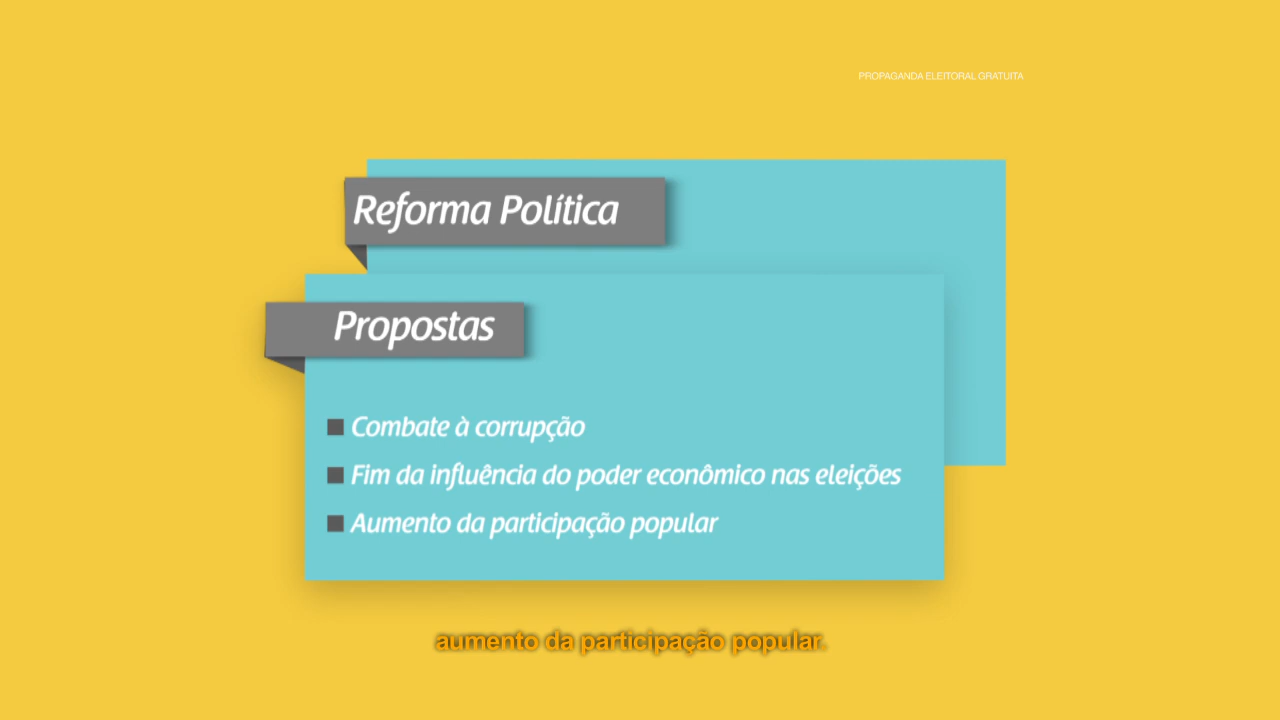 PROPAGANDA ELEITORAL GRATUITA
Reforma Política
Propostas
Combate à corrupção
Fim da influência do poder econômico nas eleições
Aumento da participação popular
aumento da participação popular.